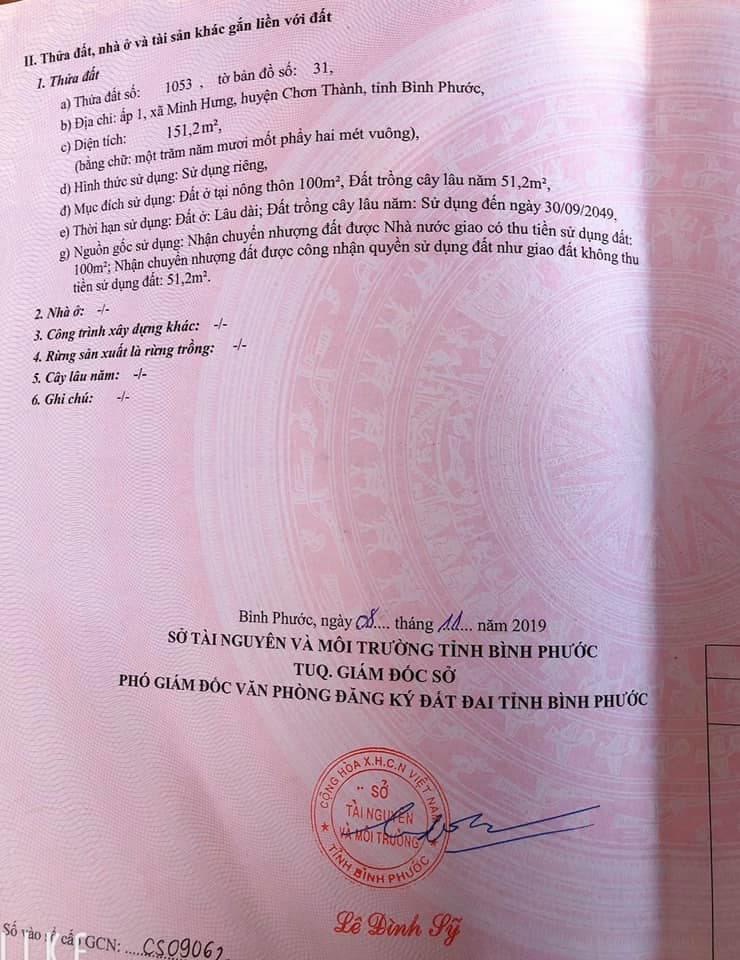 II. Thửa đất, nhà ở và tài sản khác gắn liền với đất
1. Thửa đất
a) Thửa đất số: 1053 , tờ bản đồ số: 31,
b) Địa chỉ: ấp 1, xã Minh Hưng, huyện Chơn Thành, tỉnh Bình Phước,
c) Diện tích: 151,2m²,
(bằng chữ: một trăm năm mươi mốt phẩy hai mét vuông),
d) Hình thức sử dụng: Sử dụng riêng,
đ) Mục đích sử dụng: Đất ở tại nông thôn 100m², Đất trồng cây lâu năm 51,2m²,
e) Thời hạn sử dụng: Đất ở: Lâu dài; Đất trồng cây lâu năm: Sử dụng đến ngày 30/09/2049,
g) Nguồn gốc sử dụng: Nhận chuyển nhượng đất được Nhà nước giao có thu tiền sử dụng đất:
100m²; Nhận chuyển nhượng đất được công nhận quyền sử dụng đất như giao đất không thu
tiền sử dụng đất: 51,2m².
2. Nhà ở: -/-
3. Công trình xây dựng khác: -/-
4. Rừng sản xuất là rừng trồng: -/-
5. Cây lâu năm: -/-
6. Ghi chú: -/-
Bình Phước, ngày 08.... tháng 11.... năm 2019
SỞ TÀI NGUYÊN VÀ MÔI TRƯỜNG TỈNH BÌNH PHƯỚC
TUQ. GIÁM ĐỐC SỞ
PHÓ GIÁM ĐỐC VĂN PHÒNG ĐĂNG KÝ ĐẤT ĐAI TỈNH BÌNH PHƯỚC
CỘNG HÒA X.H.C.N VIỆT NAM
SỞ
TÀI NGUYÊN
VÀ MÔI TRƯỜNG
TỈNH BÌNH PHƯỚC
Lê Đình Sỹ
Số vào sổ cấp GCN: .....CS09062